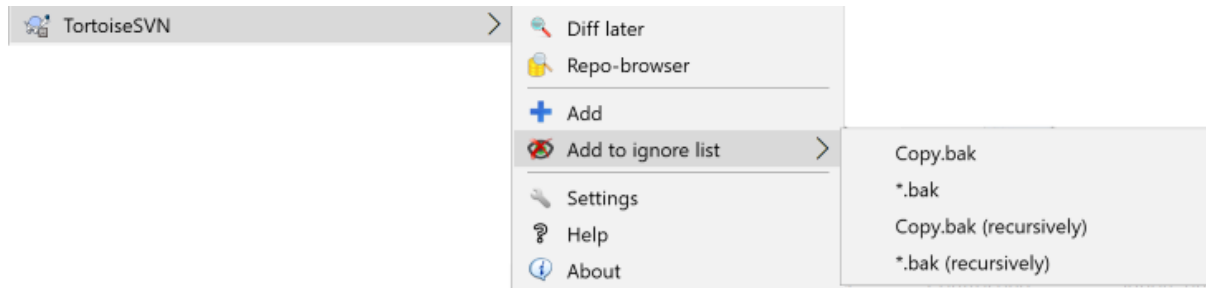 TortoiseSVN
Diff later
Repo-browser
Add
Add to ignore list
Copy.bak
*.bak
Copy.bak (recursively)
*.bak (recursively)
Settings
Help
About